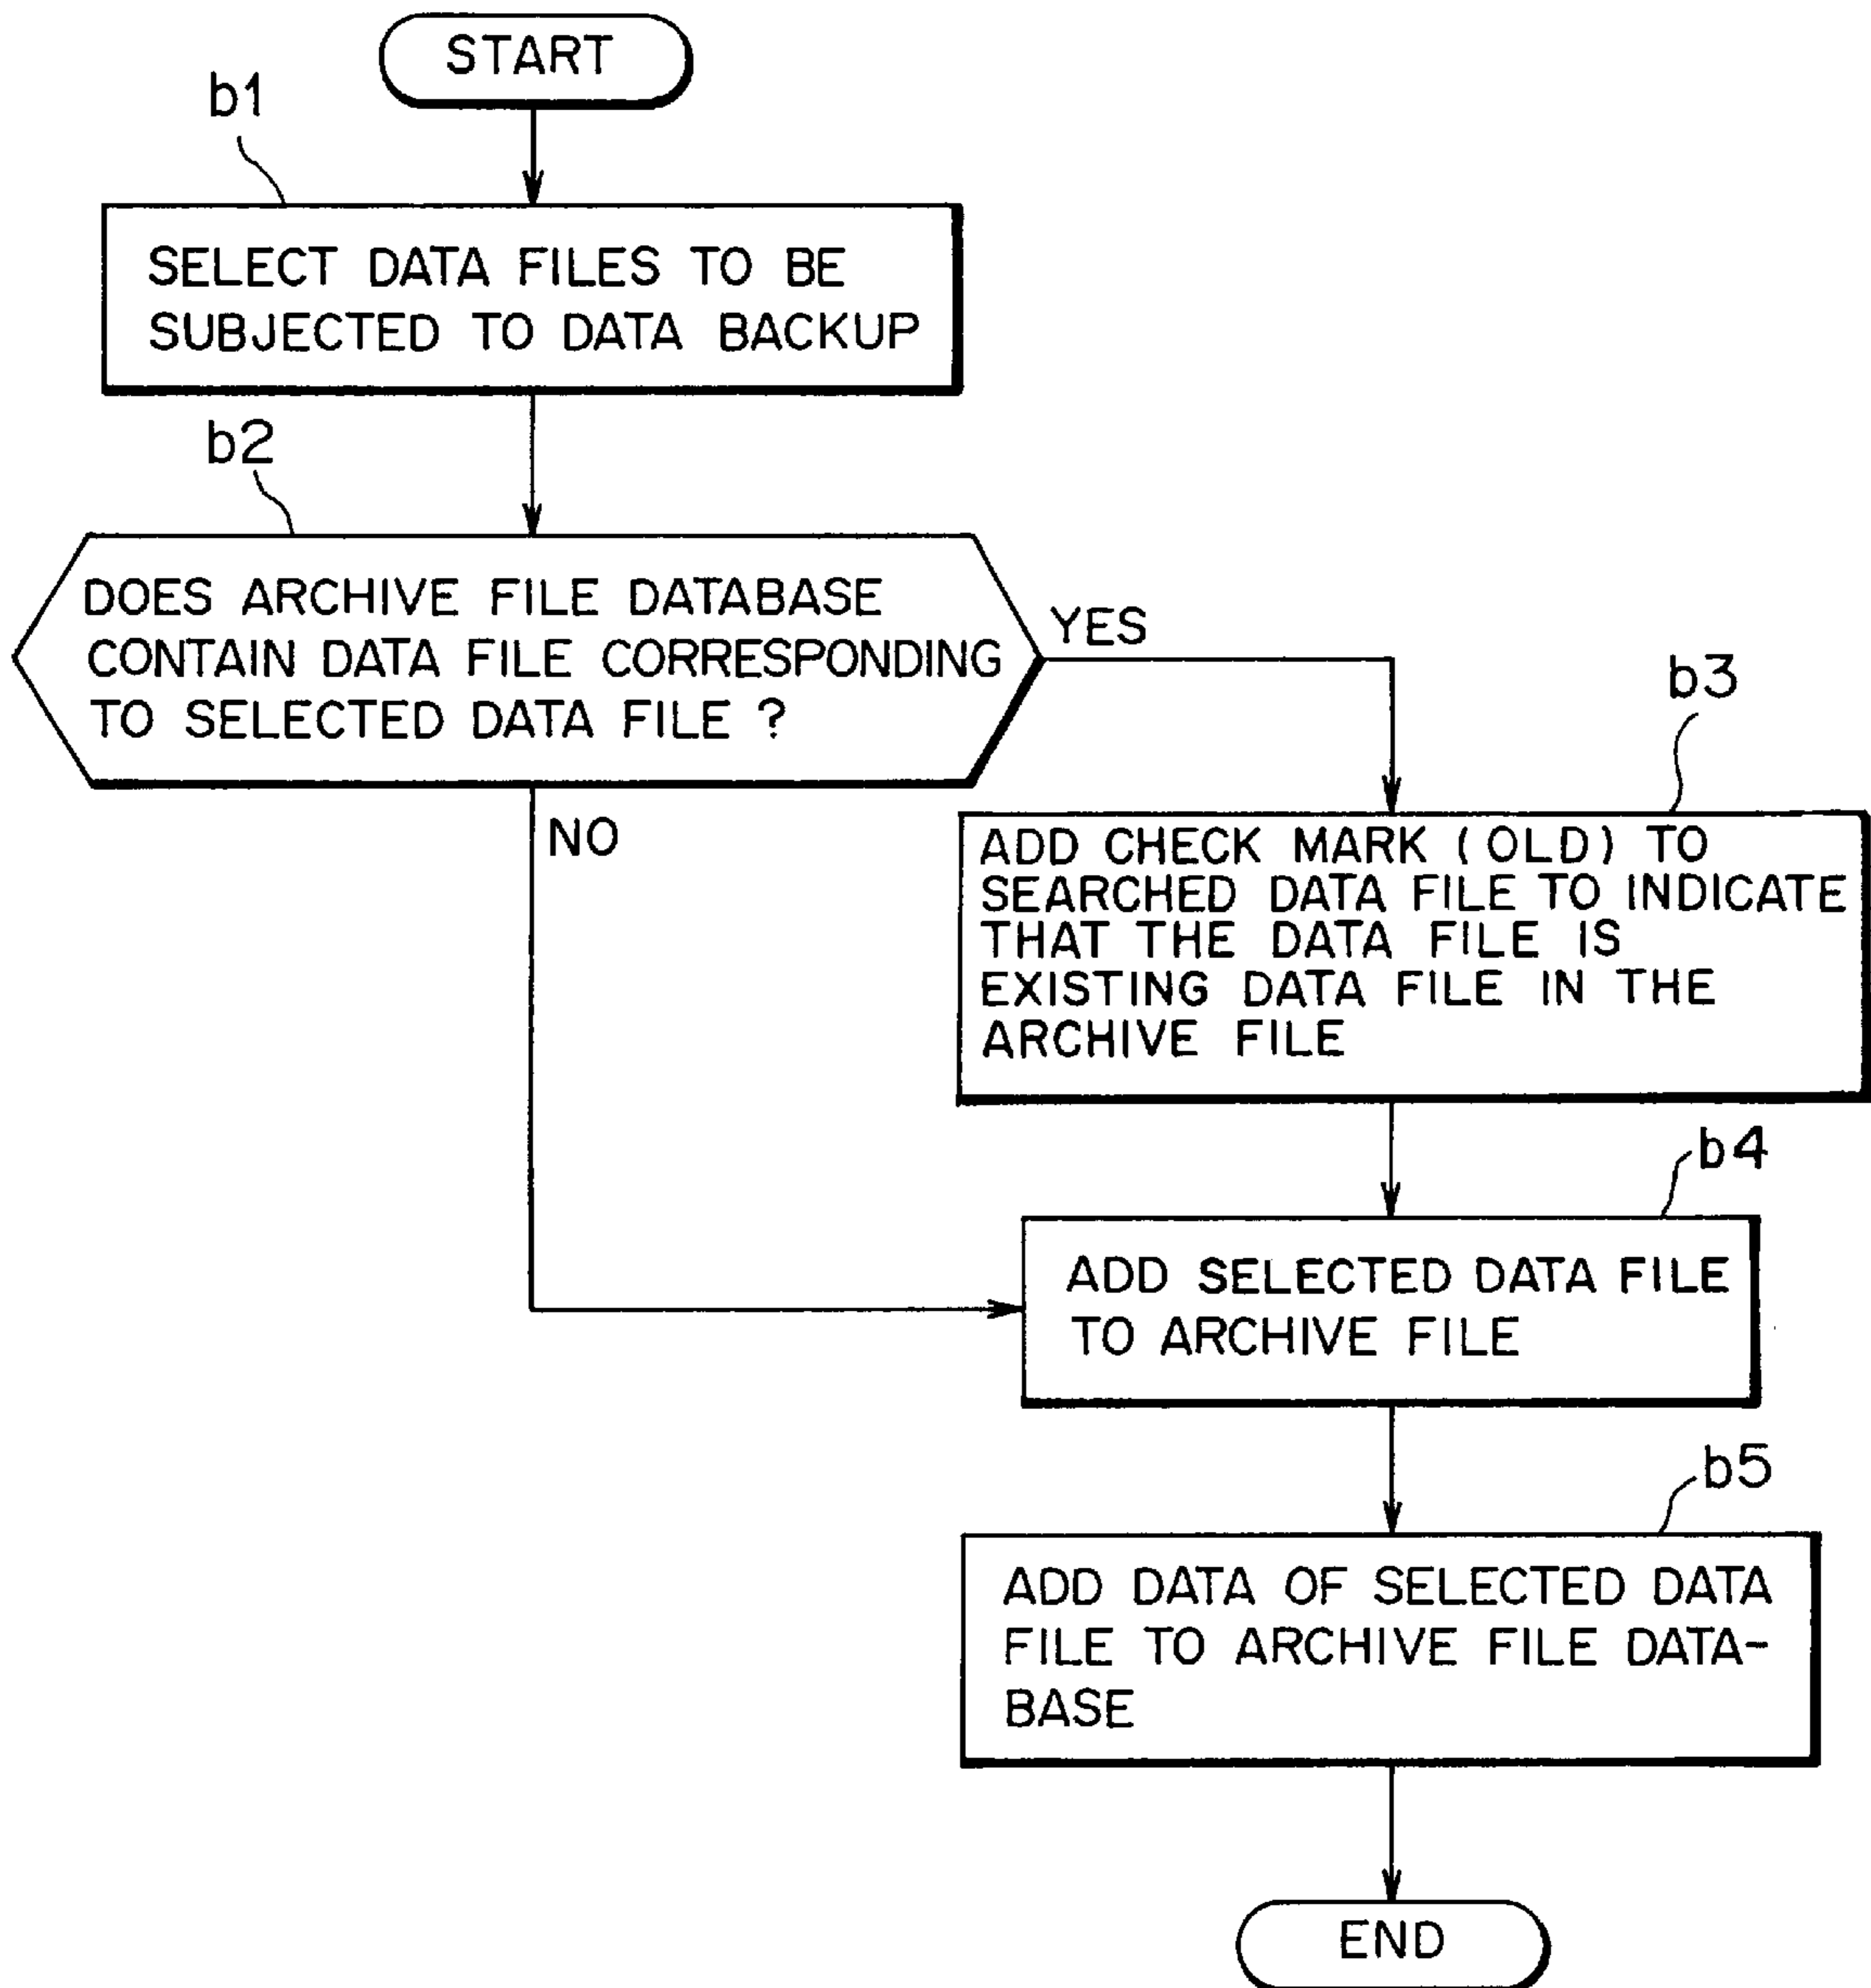 START
b1
SELECT DATA FILES TO BE
SUBJECTED TO DATA BACKUP
b2
DOES ARCHIVE FILE DATABASE
CONTAIN DATA FILE CORRESPONDING
TO SELECTED DATA FILE ?
YES
NO
b3
ADD CHECK MARK ( OLD ) TO
SEARCHED DATA FILE TO INDICATE
THAT THE DATA FILE IS
EXISTING DATA FILE IN THE
ARCHIVE FILE
b4
ADD SELECTED DATA FILE
TO ARCHIVE FILE
b5
ADD DATA OF SELECTED DATA
FILE TO ARCHIVE FILE DATA-
BASE
END